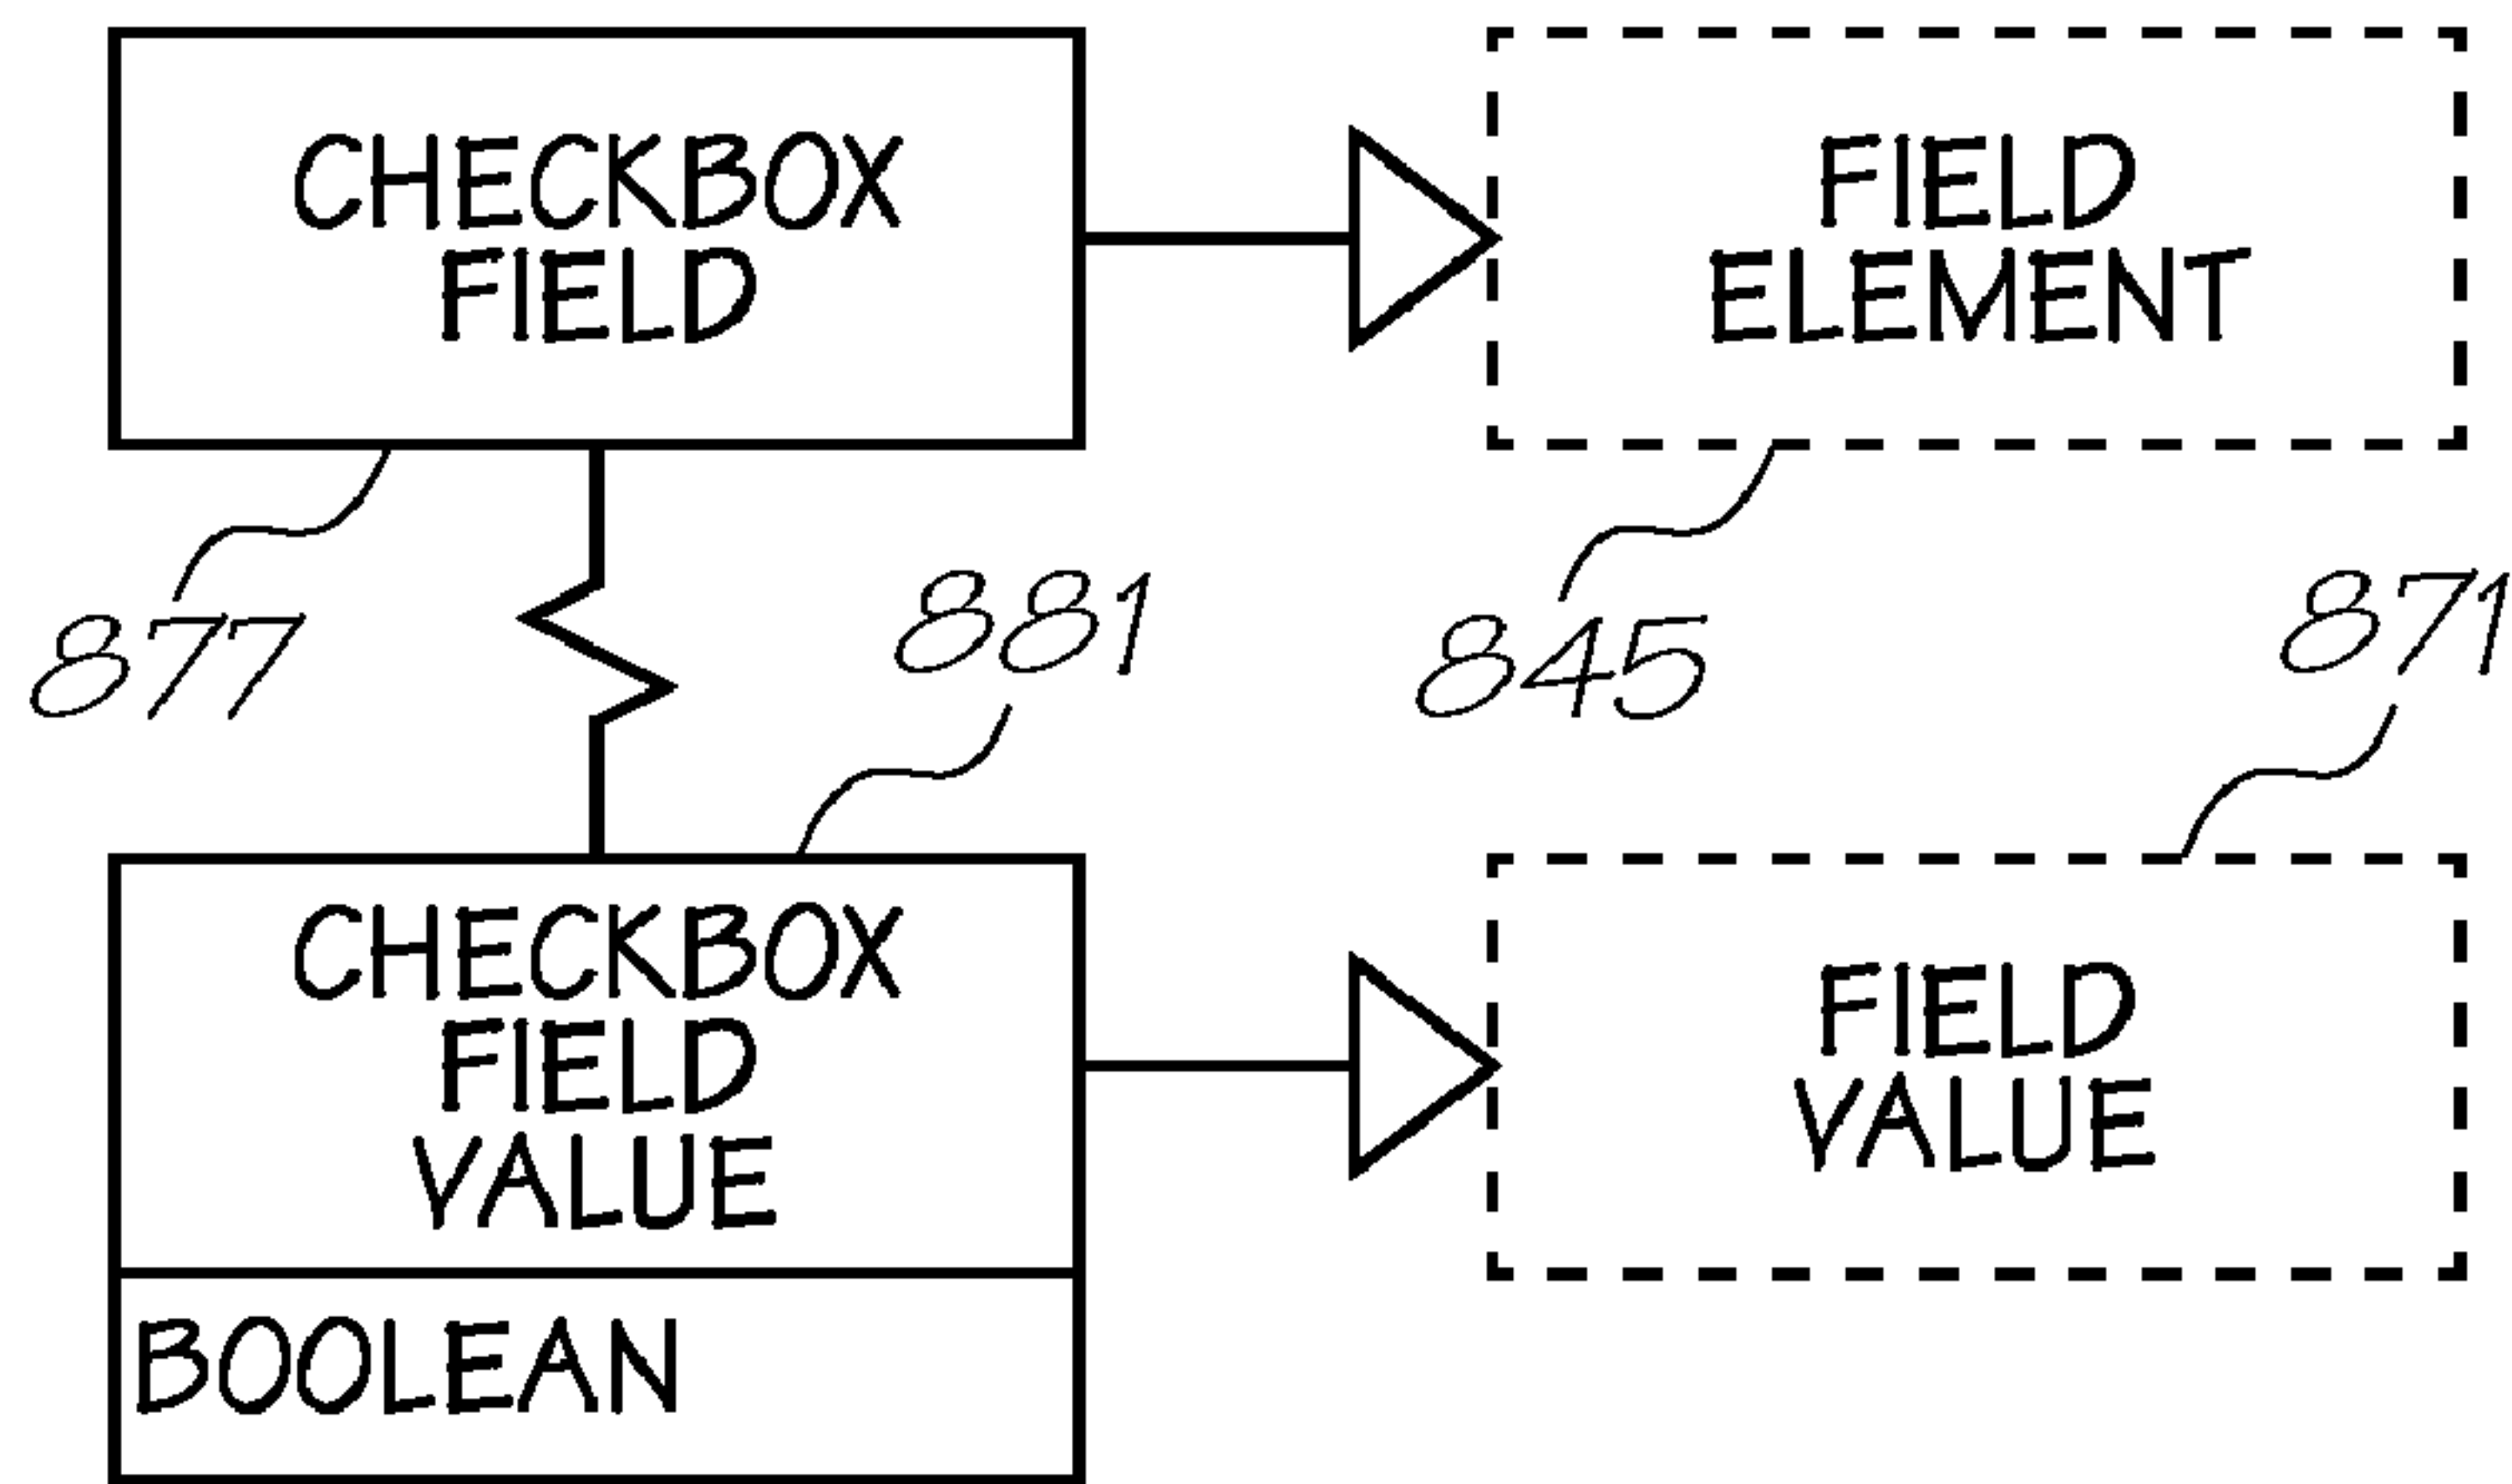 CHECKBOX
FIELD
FIELD
ELEMENT
877
881
845
871
CHECKBOX
FIELD
VALUE
BOOLEAN
FIELD
VALUE